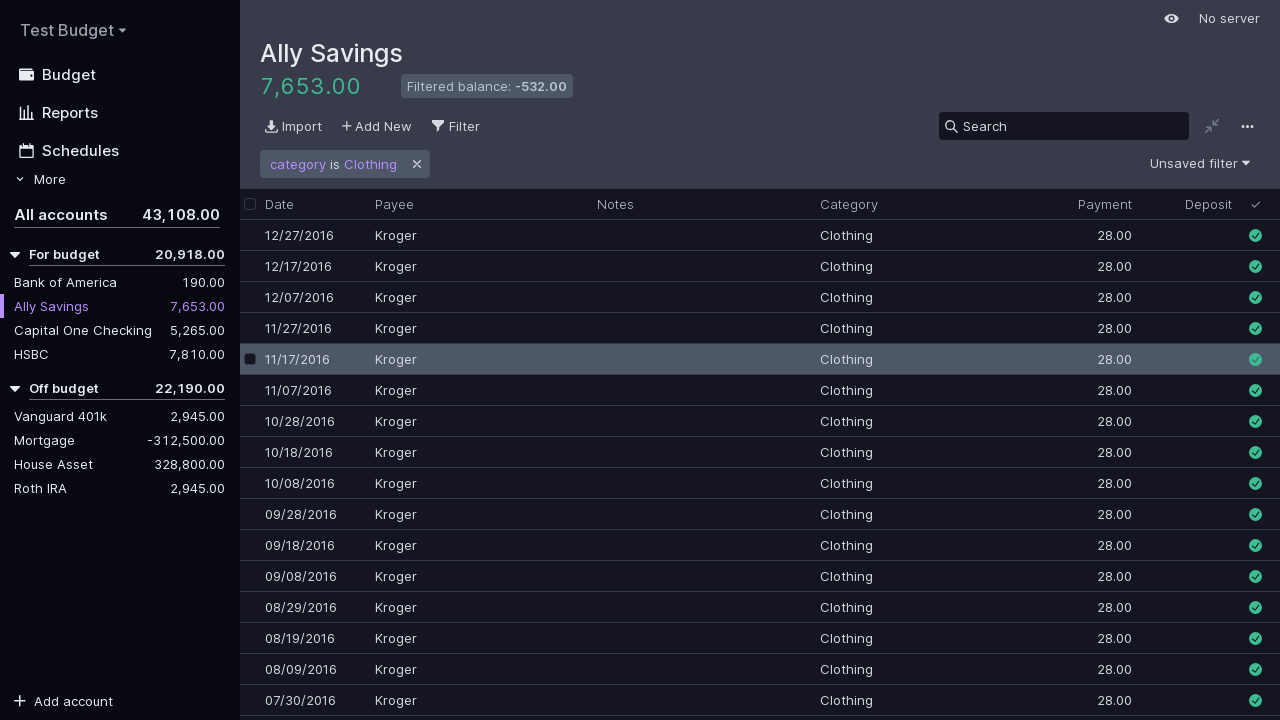 Test Budget
Budget
Reports
Schedules
More
All accounts 43,108.00
For budget 20,918.00
Bank of America 190.00
Ally Savings 7,653.00
Capital One Checking 5,265.00
HSBC 7,810.00
Off budget 22,190.00
Vanguard 401k 2,945.00
Mortgage -312,500.00
House Asset 328,800.00
Roth IRA 2,945.00
Add account
No server
Ally Savings
7,653.00 Filtered balance: -532.00
Import Add New Filter Search
category is Clothing Unsaved filter
Date Payee Notes Category Payment Deposit
12/27/2016 Kroger Clothing 28.00
12/17/2016 Kroger Clothing 28.00
12/07/2016 Kroger Clothing 28.00
11/27/2016 Kroger Clothing 28.00
11/17/2016 Kroger Clothing 28.00
11/07/2016 Kroger Clothing 28.00
10/28/2016 Kroger Clothing 28.00
10/18/2016 Kroger Clothing 28.00
10/08/2016 Kroger Clothing 28.00
09/28/2016 Kroger Clothing 28.00
09/18/2016 Kroger Clothing 28.00
09/08/2016 Kroger Clothing 28.00
08/29/2016 Kroger Clothing 28.00
08/19/2016 Kroger Clothing 28.00
08/09/2016 Kroger Clothing 28.00
07/30/2016 Kroger Clothing 28.00